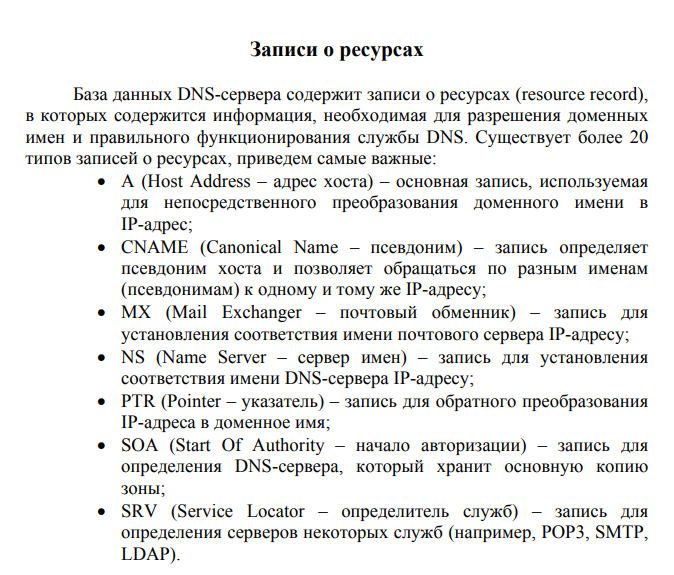 Записи о ресурсах
База данных DNS-сервера содержит записи о ресурсах (resource record),
в которых содержится информация, необходимая для разрешения доменных
имен и правильного функционирования службы DNS. Существует более 20
типов записей о ресурсах, приведем самые важные:
• A (Host Address – адрес хоста) – основная запись, используемая
для непосредственного преобразования доменного имени в
IP-адрес;
• CNAME (Canonical Name – псевдоним) – запись определяет
псевдоним хоста и позволяет обращаться по разным именам
(псевдонимам) к одному и тому же IP-адресу;
• MX (Mail Exchanger – почтовый обменник) – запись для
установления соответствия имени почтового сервера IP-адресу;
• NS (Name Server – сервер имен) – запись для установления
соответствия имени DNS-сервера IP-адресу;
• PTR (Pointer – указатель) – запись для обратного преобразования
IP-адреса в доменное имя;
• SOA (Start Of Authority – начало авторизации) – запись для
определения DNS-сервера, который хранит основную копию
зоны;
• SRV (Service Locator – определитель служб) – запись для
определения серверов некоторых служб (например, POP3, SMTP,
LDAP).